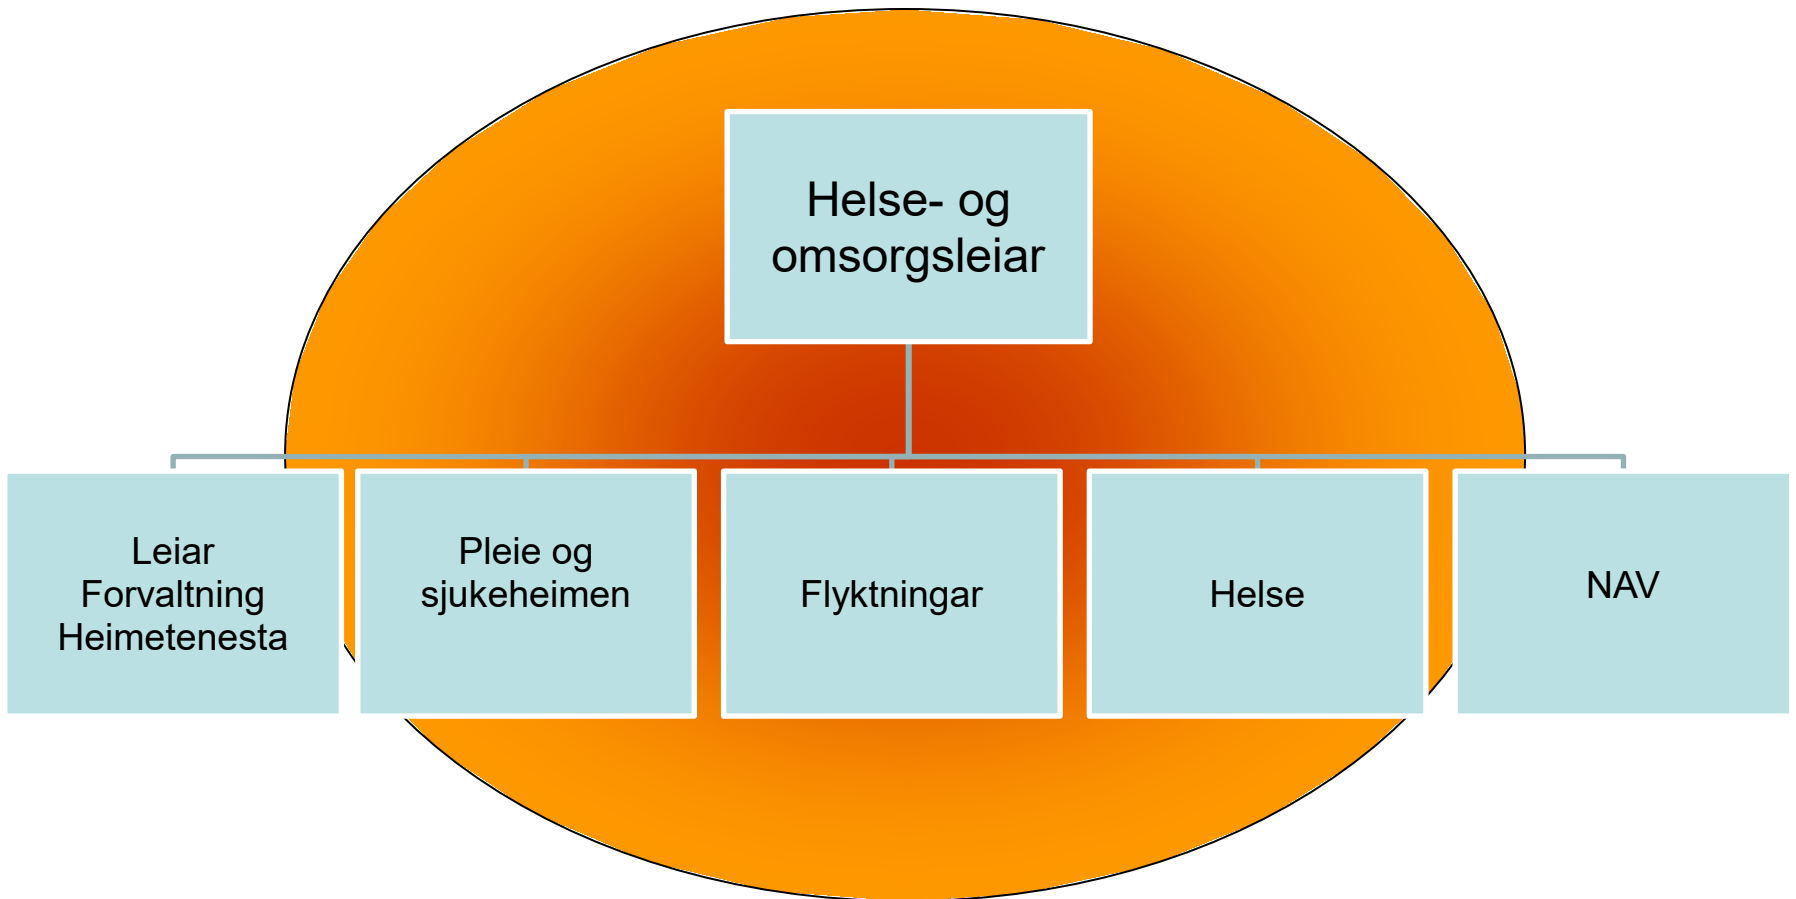 Helse- og
omsorgsleiar
Leiar
Forvaltning
Heimetenesta
Pleie og
sjukeheimen
Flyktningar
Helse
NAV